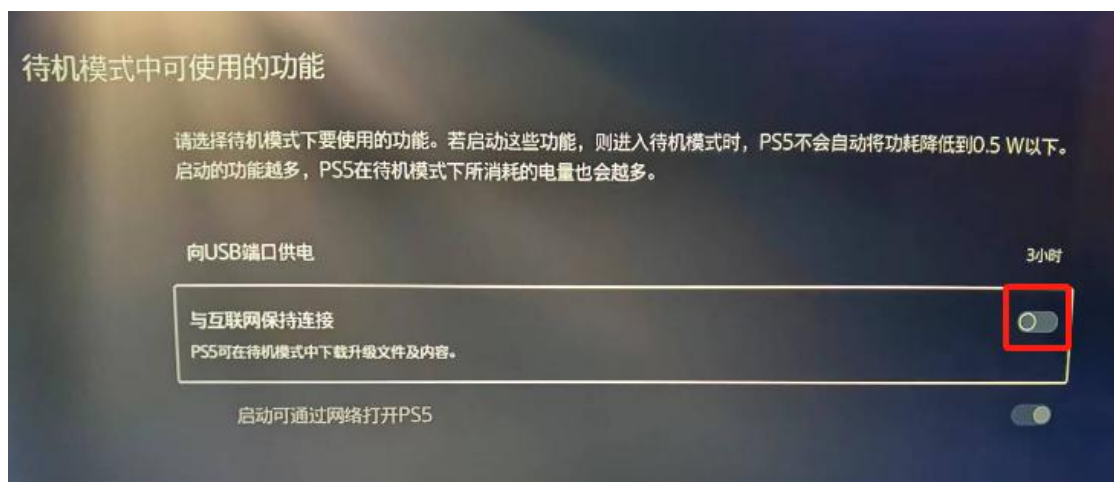 待机模式中可使用的功能
请选择待机模式下要使用的功能。若启动这些功能，则进入待机模式时，PS5不会自动将功耗降低到0.5 W以下。
启动的功能越多，PS5在待机模式下所消耗的电量也会越多。
向USB端口供电
3小时
与互联网保持连接
PS5可在待机模式中下载升级文件及内容。
启动可通过网络打开PS5